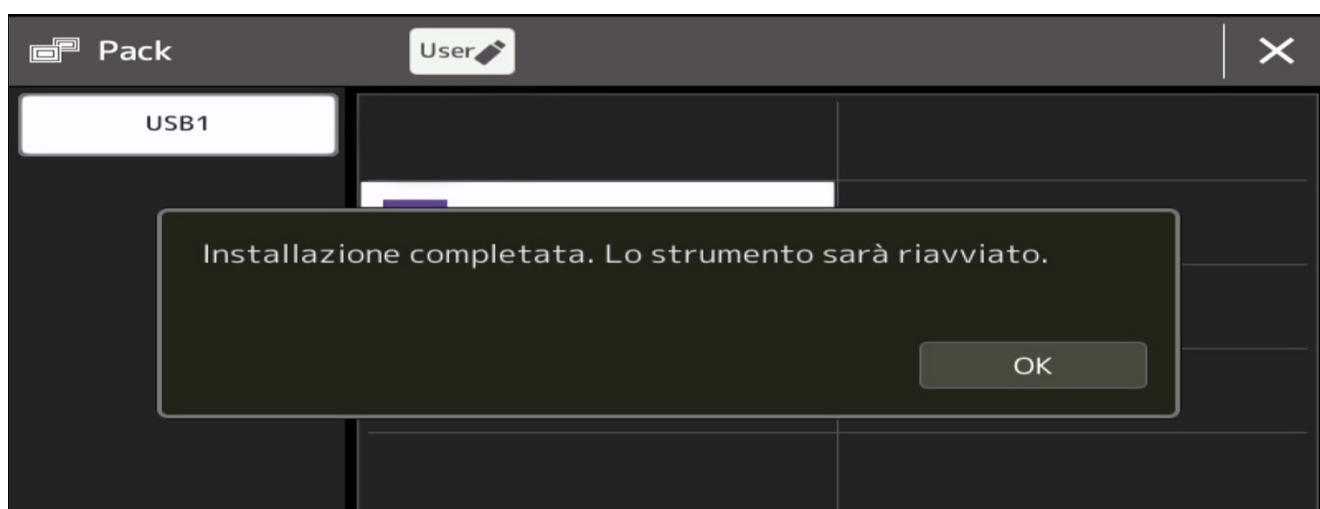 Pack
User
USB1
Installazione completata. Lo strumento sarà riavviato.
OK